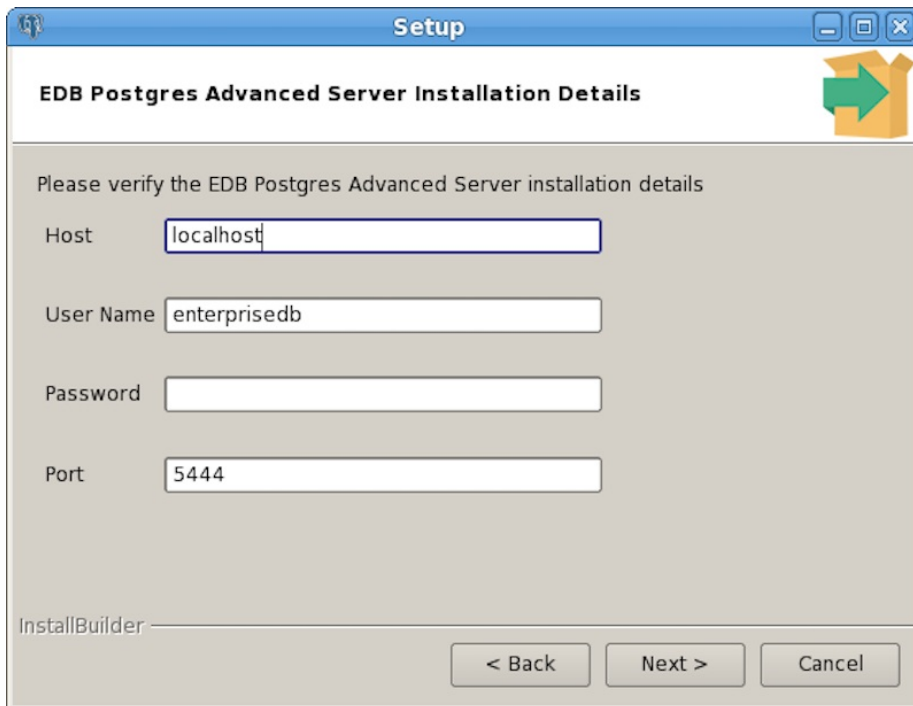 Setup
EDB Postgres Advanced Server Installation Details
Please verify the EDB Postgres Advanced Server installation details
Host localhost
User Name enterprisedb
Password
Port 5444
InstallBuilder
< Back Next > Cancel